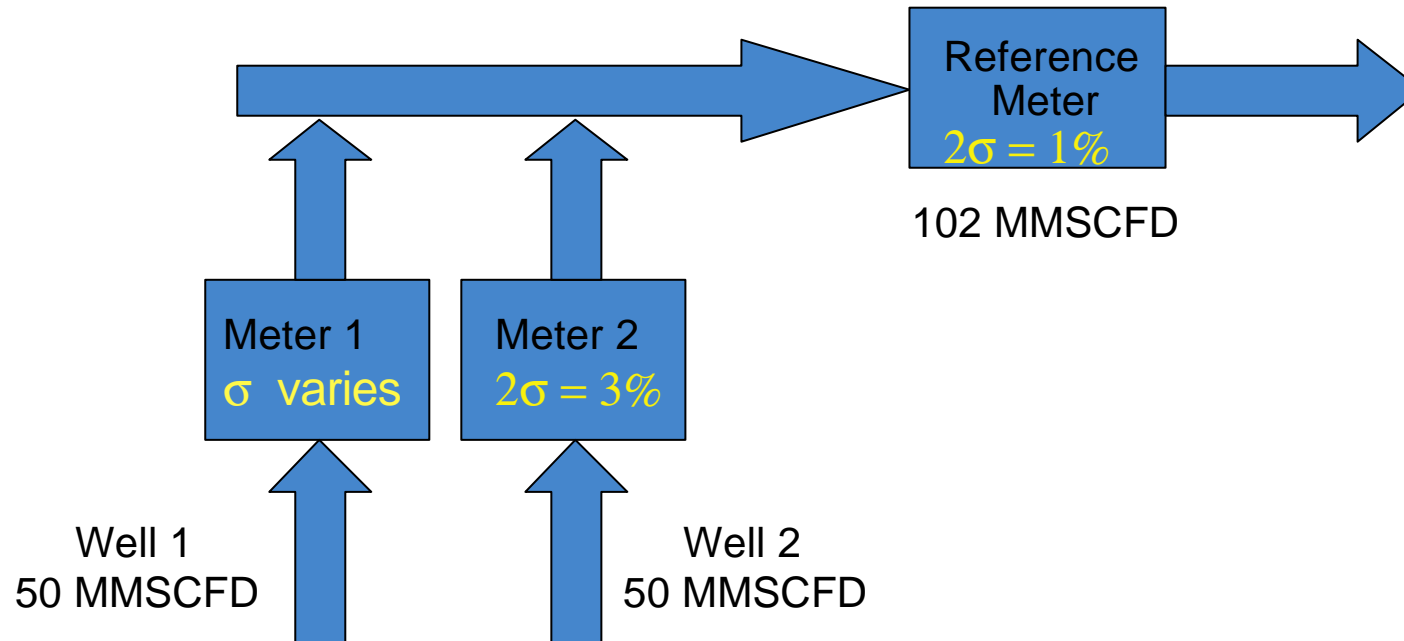 Reference
Meter
2σ = 1%
102 MMSCFD
Meter 1
σ varies
Meter 2
2σ = 3%
Well 1
50 MMSCFD
Well 2
50 MMSCFD